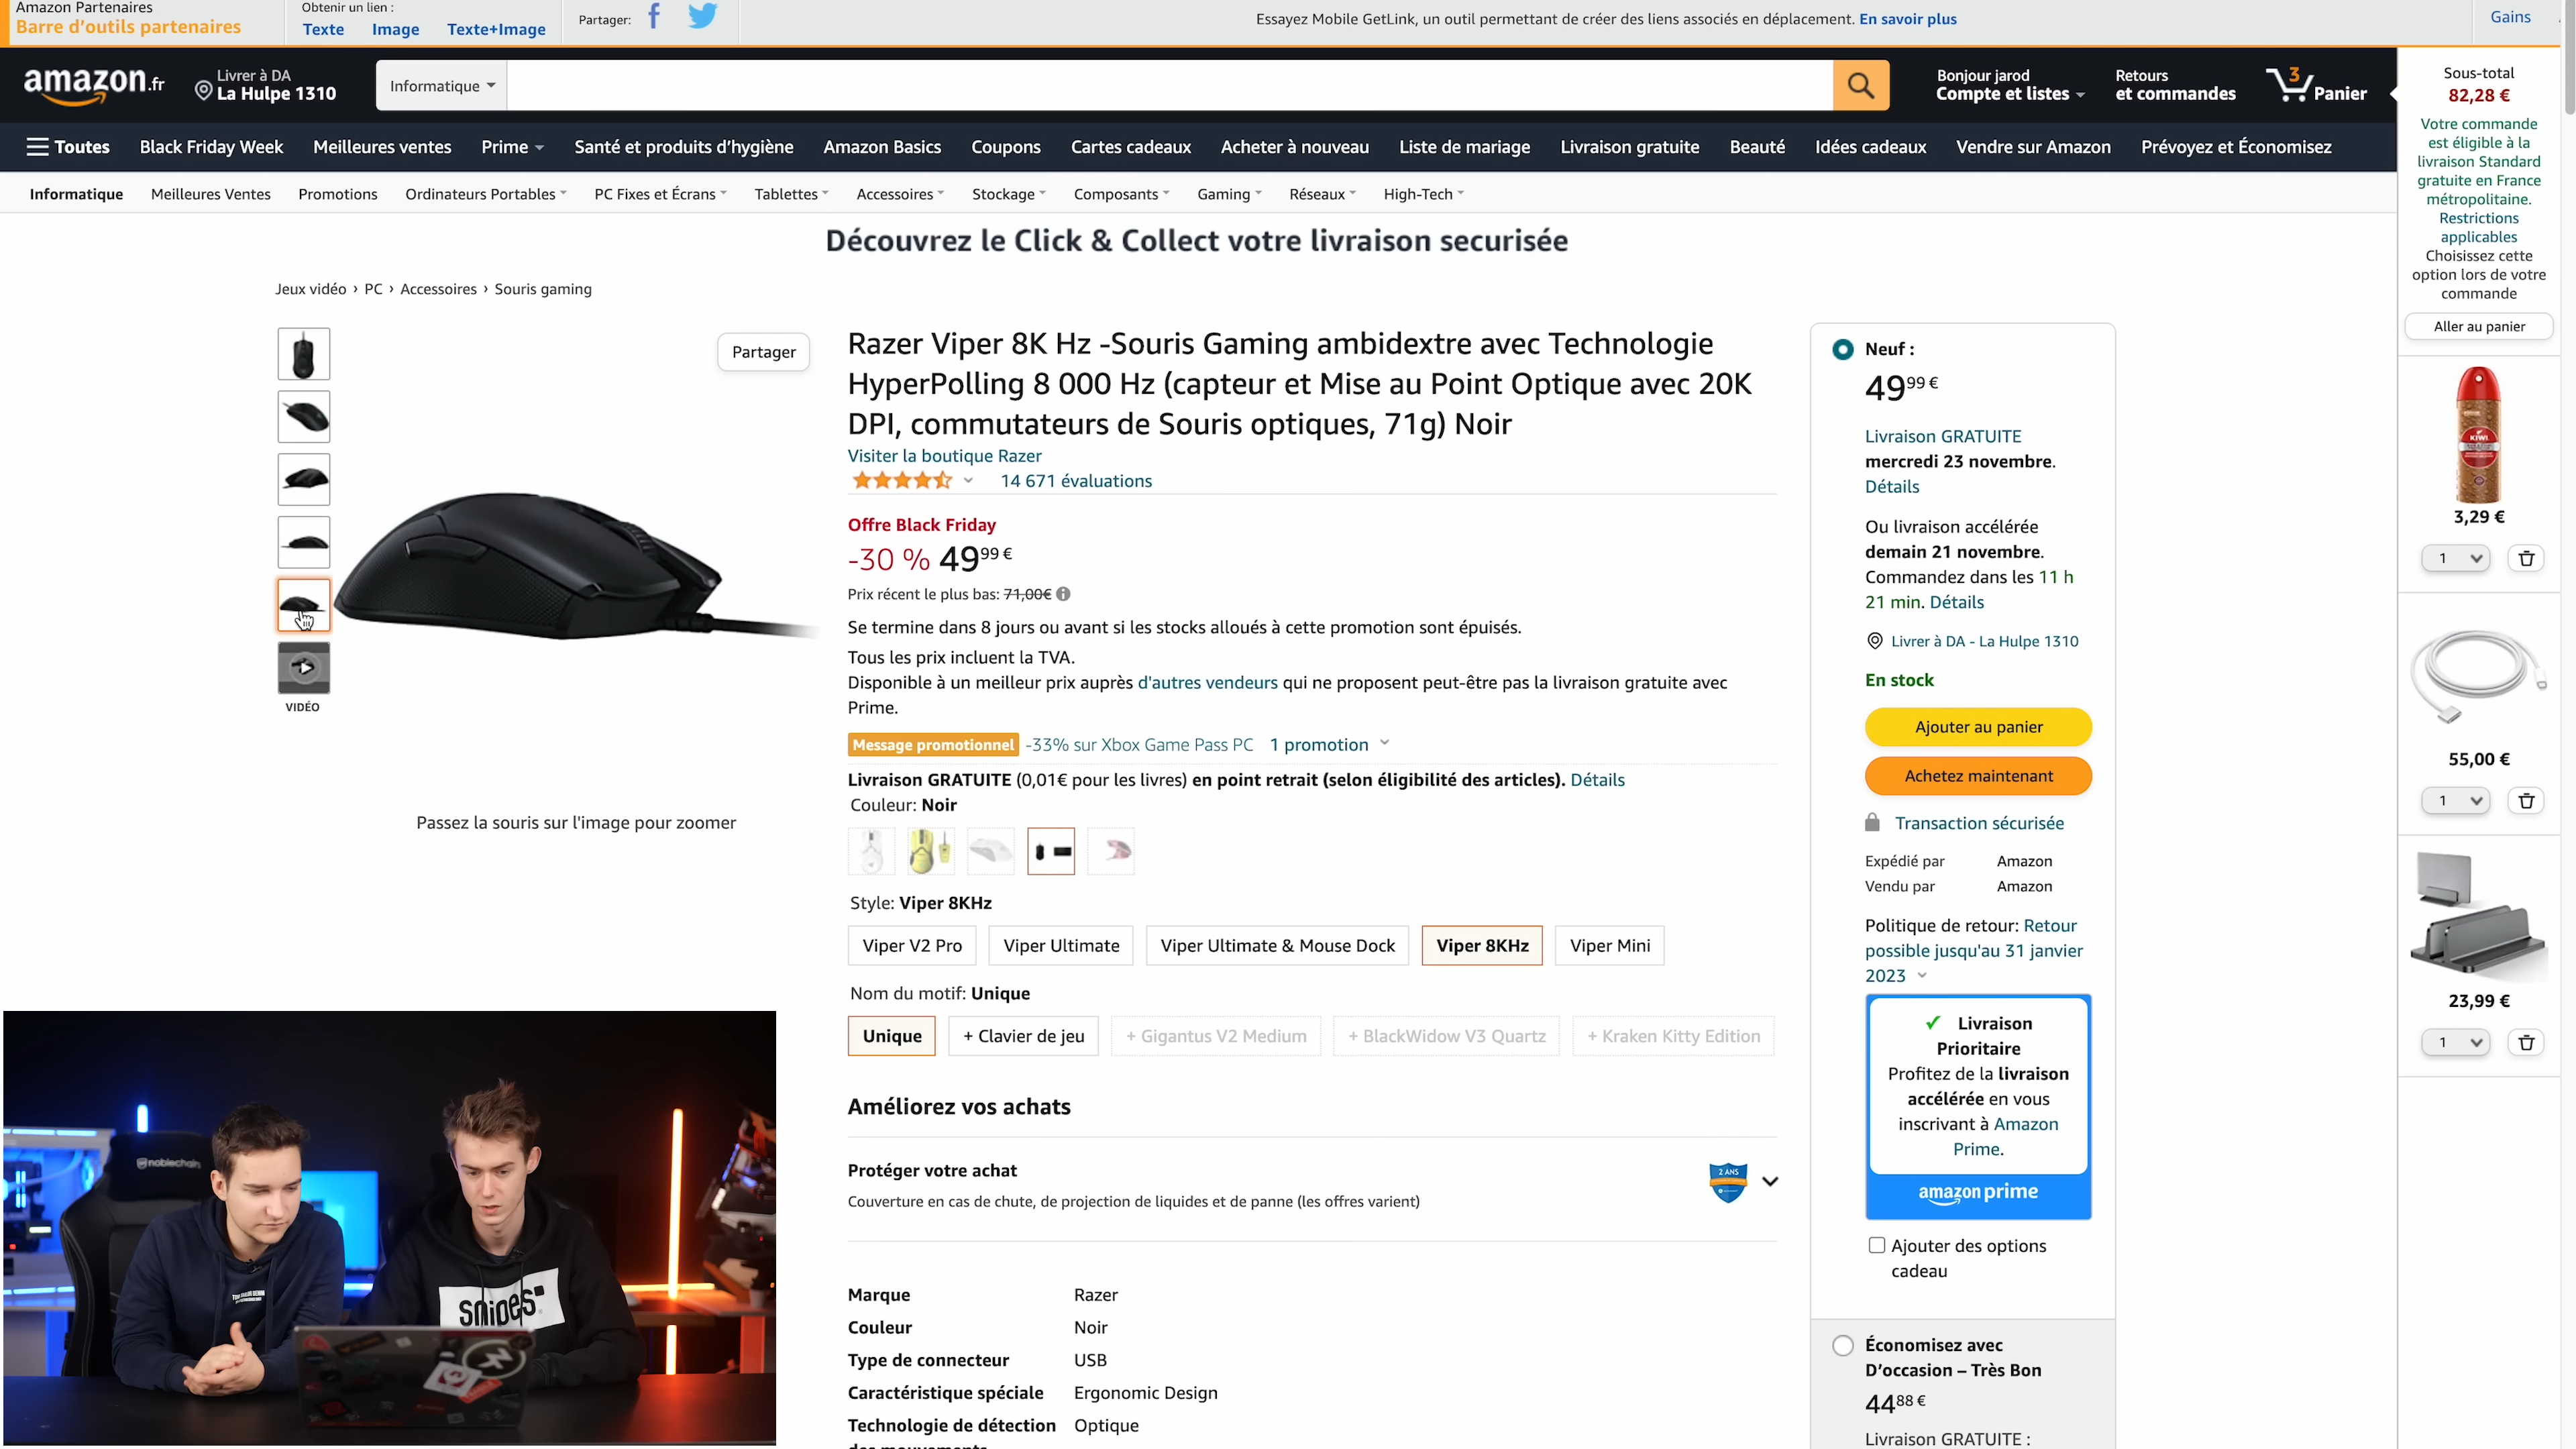 Amazon Partenaires
Barre d'outils partenaires
Obtenir un lien :
Texte Image Texte+Image
Partager:
Essayez Mobile GetLink, un outil permettant de créer des liens associés en déplacement. En savoir plus
Gains
amazon.fr
Livrer à DA
La Hulpe 1310
Informatique
Bonjour jarod
Compte et listes
Retours
et commandes
3
Panier
Toutes Black Friday Week Meilleures ventes Prime Santé et produits d'hygiène Amazon Basics Coupons Cartes cadeaux Acheter à nouveau Liste de mariage Livraison gratuite Beauté Idées cadeaux Vendre sur Amazon Prévoyez et Économisez
Informatique Meilleures Ventes Promotions Ordinateurs Portables PC Fixes et Écrans Tablettes Accessoires Stockage Composants Gaming Réseaux High-Tech
Découvrez le Click & Collect votre livraison securisée
Jeux vidéo › PC › Accessoires › Souris gaming
Partager
VIDÉO
Passez la souris sur l'image pour zoomer
Razer Viper 8K Hz -Souris Gaming ambidextre avec Technologie
HyperPolling 8 000 Hz (capteur et Mise au Point Optique avec 20K
DPI, commutateurs de Souris optiques, 71g) Noir
Visiter la boutique Razer
14 671 évaluations
Offre Black Friday
-30 % 4999 €
Prix récent le plus bas: 71,00€
Se termine dans 8 jours ou avant si les stocks alloués à cette promotion sont épuisés.
Tous les prix incluent la TVA.
Disponible à un meilleur prix auprès d'autres vendeurs qui ne proposent peut-être pas la livraison gratuite avec
Prime.
Message promotionnel -33% sur Xbox Game Pass PC 1 promotion
Livraison GRATUITE (0,01€ pour les livres) en point retrait (selon éligibilité des articles). Détails
Couleur: Noir
Style: Viper 8KHz
Viper V2 Pro Viper Ultimate Viper Ultimate & Mouse Dock Viper 8KHz Viper Mini
Nom du motif: Unique
Unique + Clavier de jeu + Gigantus V2 Medium + BlackWidow V3 Quartz + Kraken Kitty Edition
Améliorez vos achats
Protéger votre achat
Couverture en cas de chute, de projection de liquides et de panne (les offres varient)
2 ANS
Marque Razer
Couleur Noir
Type de connecteur USB
Caractéristique spéciale Ergonomic Design
Technologie de détection Optique
des mouvements
Neuf :
4999 €
Livraison GRATUITE
mercredi 23 novembre.
Détails
Ou livraison accélérée
demain 21 novembre.
Commandez dans les 11 h
21 min. Détails
Livrer à DA - La Hulpe 1310
En stock
Ajouter au panier
Achetez maintenant
Transaction sécurisée
Expédié par Amazon
Vendu par Amazon
Politique de retour: Retour
possible jusqu'au 31 janvier
2023
Livraison
Prioritaire
Profitez de la livraison
accélérée en vous
inscrivant à Amazon
Prime.
amazon prime
Ajouter des options
cadeau
Économisez avec
D'occasion – Très Bon
4488 €
Livraison GRATUITE :
Sous-total
82,28 €
Votre commande
est éligible à la
livraison Standard
gratuite en France
métropolitaine.
Restrictions
applicables
Choisissez cette
option lors de votre
commande
Aller au panier
KIWI
3,29 €
1
55,00 €
1
23,99 €
1
noblechairs
snipes